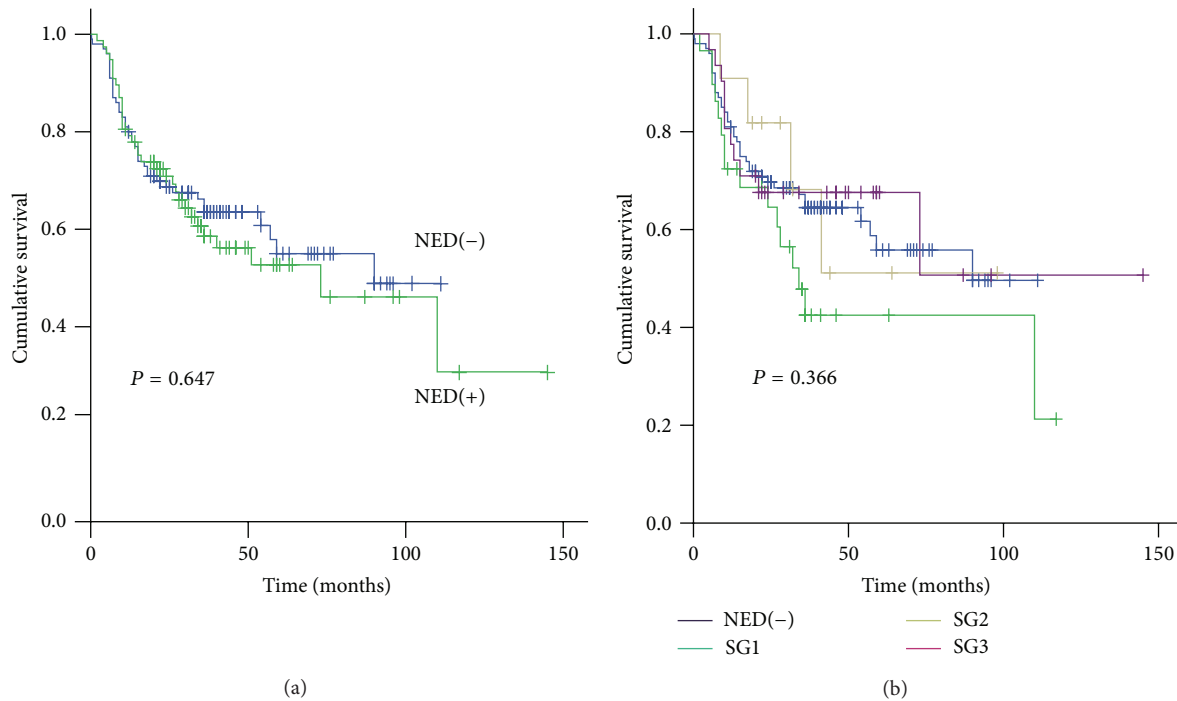 1.0
0.8
0.6
0.4
0.2
0.0
Cumulative survival
NED(−)
P = 0.647
NED(+)
0 50 100 150
Time (months)
(a)
1.0
0.8
0.6
0.4
0.2
0.0
Cumulative survival
P = 0.366
0 50 100 150
Time (months)
NED(−) SG2
SG1 SG3
(b)